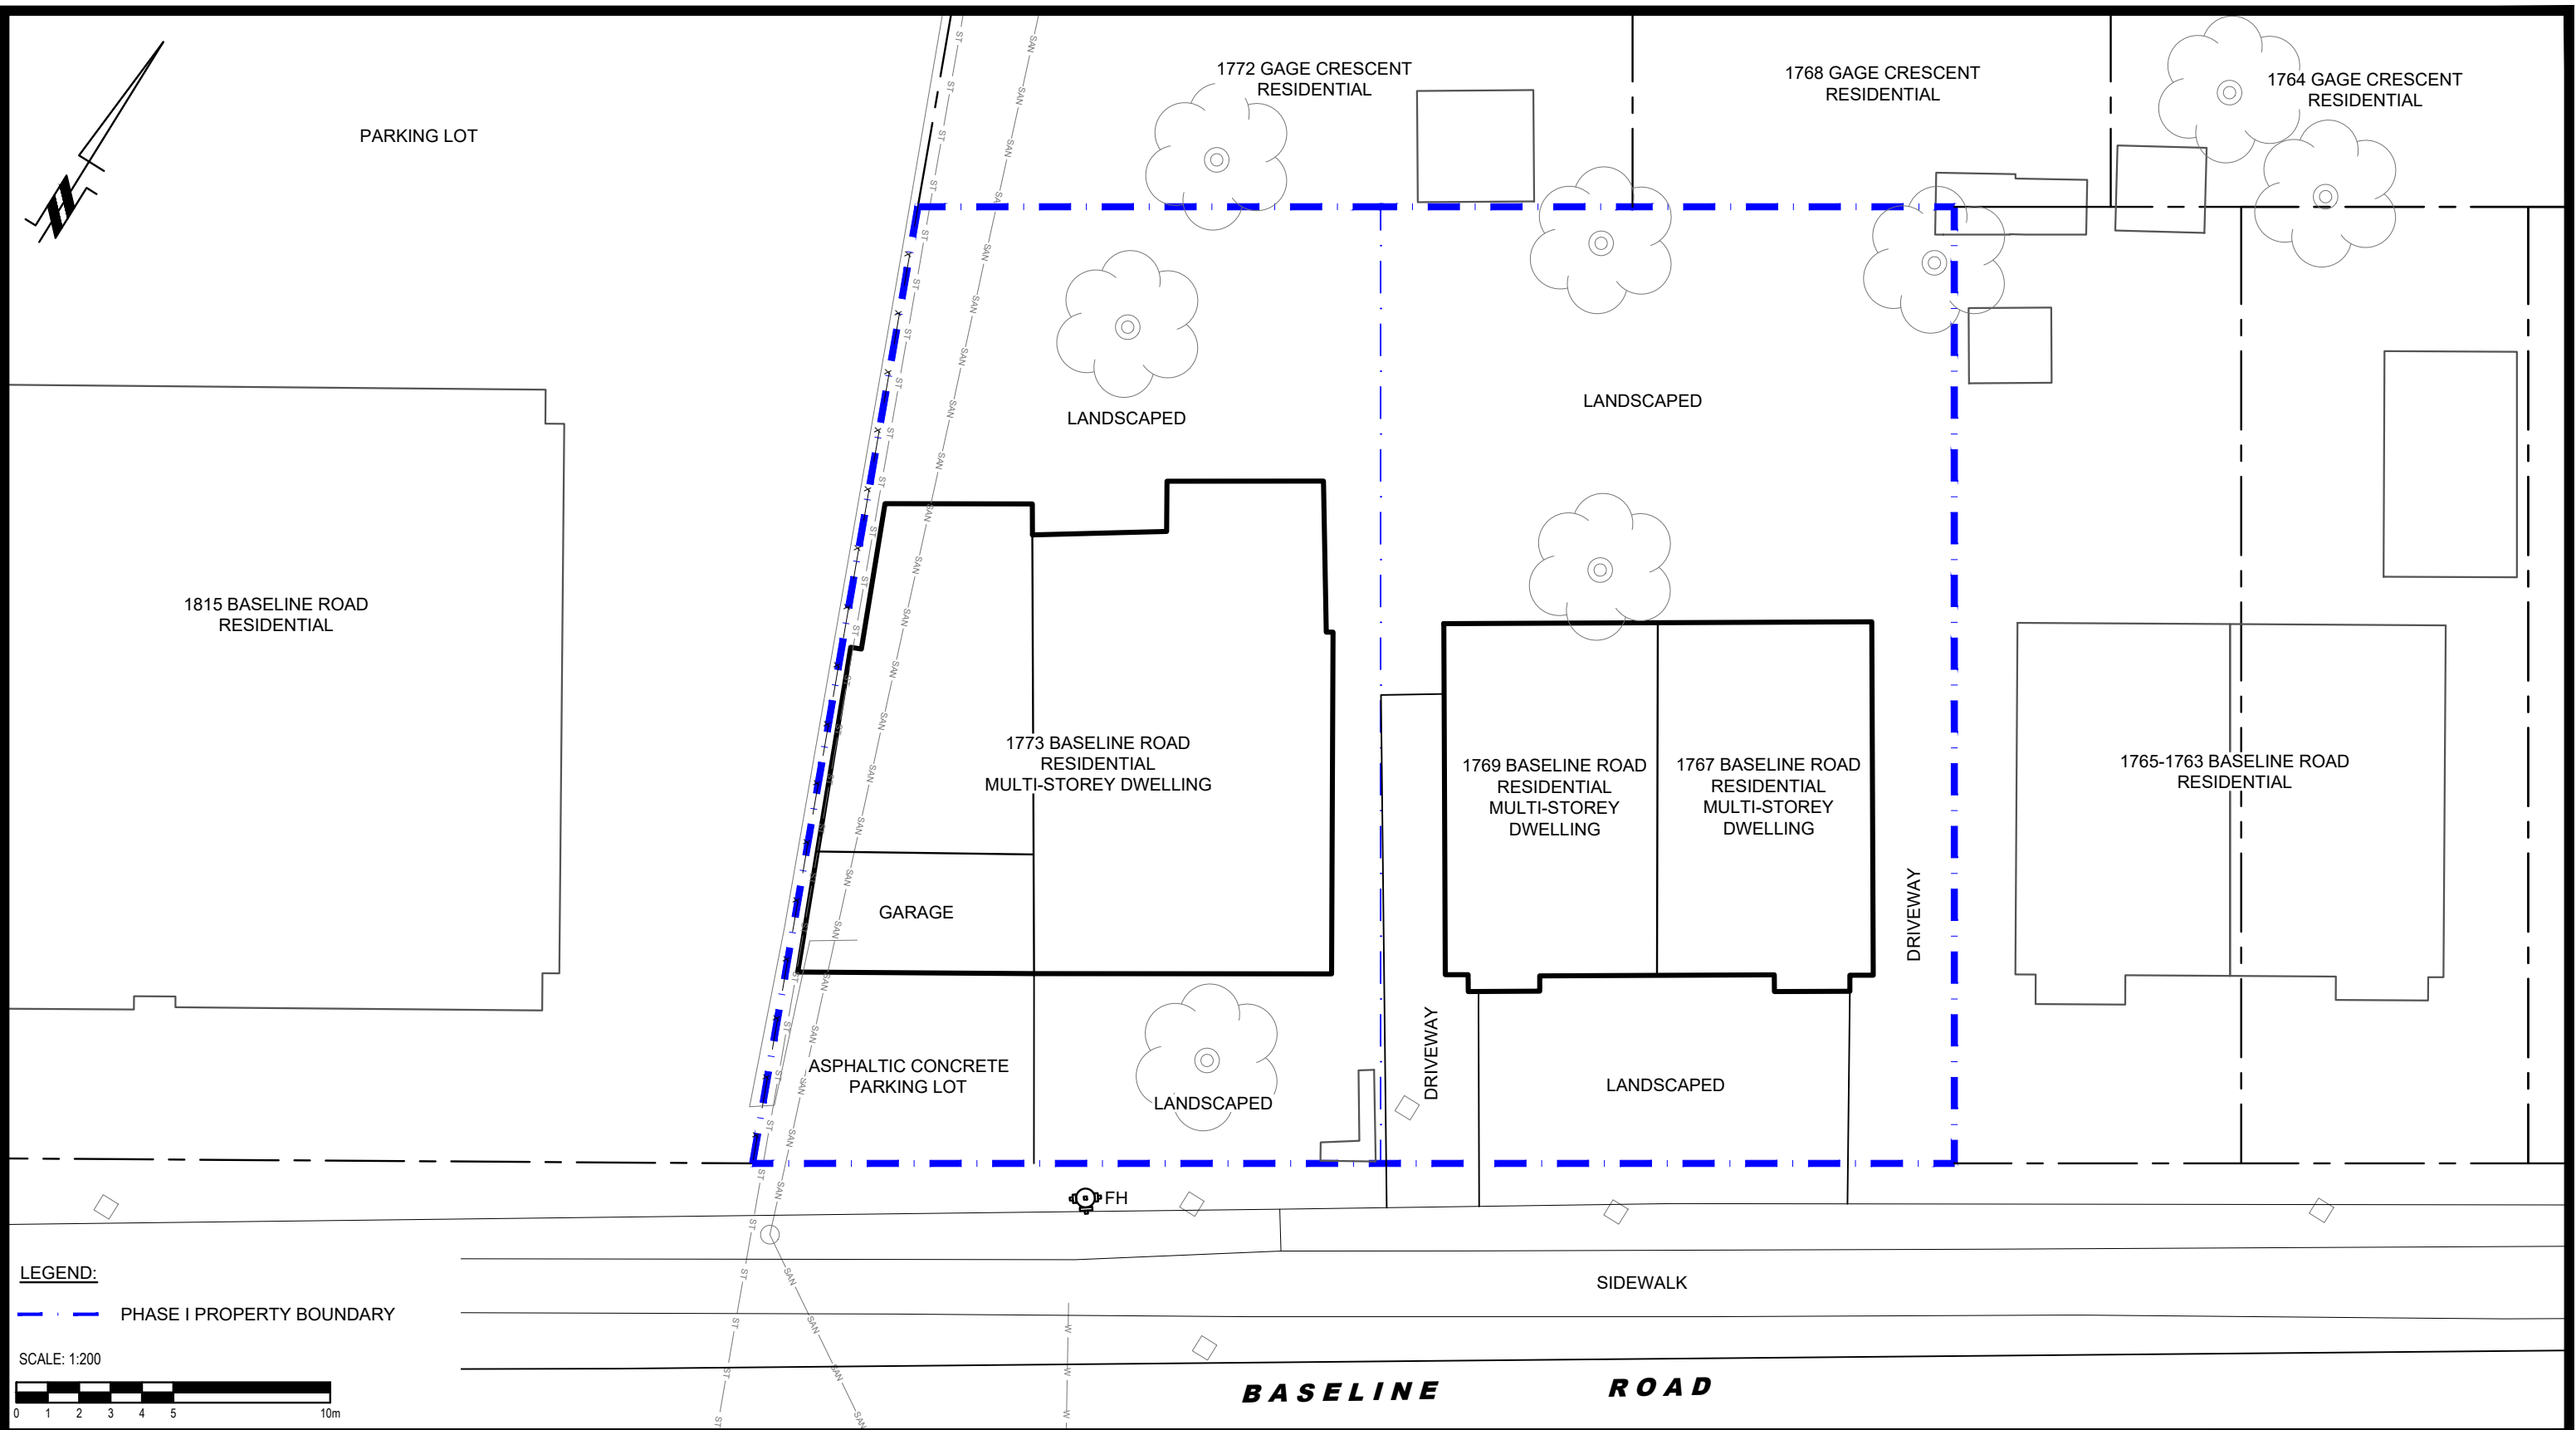 1772 GAGE CRESCENT
RESIDENTIAL
1768 GAGE CRESCENT
RESIDENTIAL
1764 GAGE CRESCENT
RESIDENTIAL
PARKING LOT
LANDSCAPED
LANDSCAPED
1815 BASELINE ROAD
RESIDENTIAL
1773 BASELINE ROAD
RESIDENTIAL
MULTI-STOREY DWELLING
1769 BASELINE ROAD
RESIDENTIAL
MULTI-STOREY
DWELLING
1767 BASELINE ROAD
RESIDENTIAL
MULTI-STOREY
DWELLING
1765-1763 BASELINE ROAD
RESIDENTIAL
GARAGE
DRIVEWAY
DRIVEWAY
ASPHALTIC CONCRETE
PARKING LOT
LANDSCAPED
LANDSCAPED
FH
SIDEWALK
LEGEND:
PHASE I PROPERTY BOUNDARY
SCALE: 1:200
0 1 2 3 4 5 10m
BASELINE ROAD
ST
SAN
W